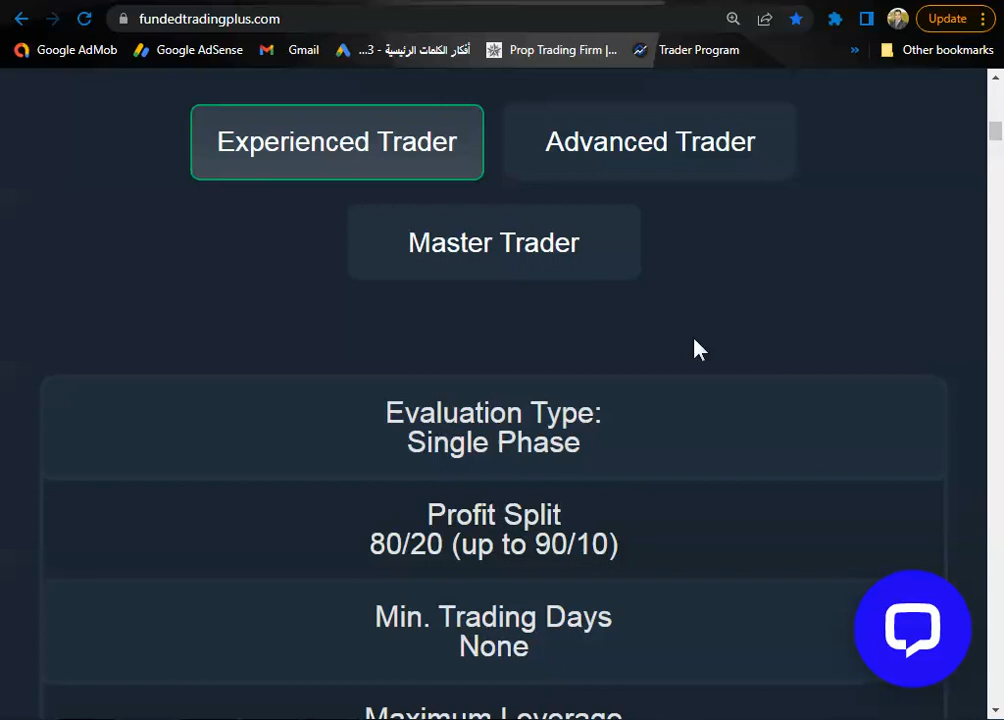 fundedtradingplus.com
Update
Google AdMob
Google AdSense
Gmail
أفكار الكلمات الرئيسية - 3...
Prop Trading Firm |...
Trader Program
»
Other bookmarks
Experienced Trader
Advanced Trader
Master Trader
Evaluation Type:
Single Phase
Profit Split
80/20 (up to 90/10)
Min. Trading Days
None
Maximum Leverage